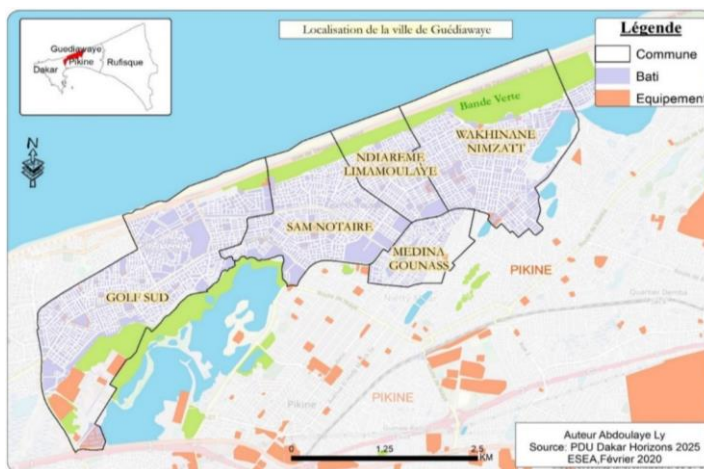 Localisation de la ville de Guédiawaye
Guediawaye
Dakar
Pikine
Rufisque
Légende
Commune
Bati
Equipement
N
Bande Verte
WAKHINANE
NIMZATT
NDIAREME
LIMAMOULAYE
SAM-NOTAIRE
MEDINA
GOUNASS
GOLF SUD
PIKINE
Pikine
PIKINE
0
1.25
2.5
KM
Auteur Abdoulaye Ly
Source: PDU Dakar Horizons 2025
ESEA,Février 2020